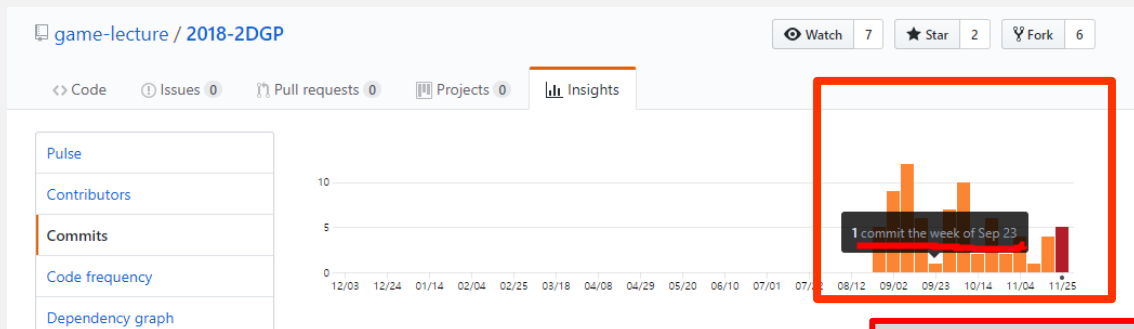 game-lecture / 2018-2DGP
Watch 7 Star 2 Fork 6
Code Issues 0 Pull requests 0 Projects 0 Insights
Pulse
Contributors
Commits
Code frequency
Dependency graph
10
5
0
1 commit the week of Sep 23
12/03 12/24 01/14 02/04 02/25 03/18 04/08 04/29 05/20 06/10 07/01 07/22 08/12 09/02 09/23 10/14 11/04 11/25